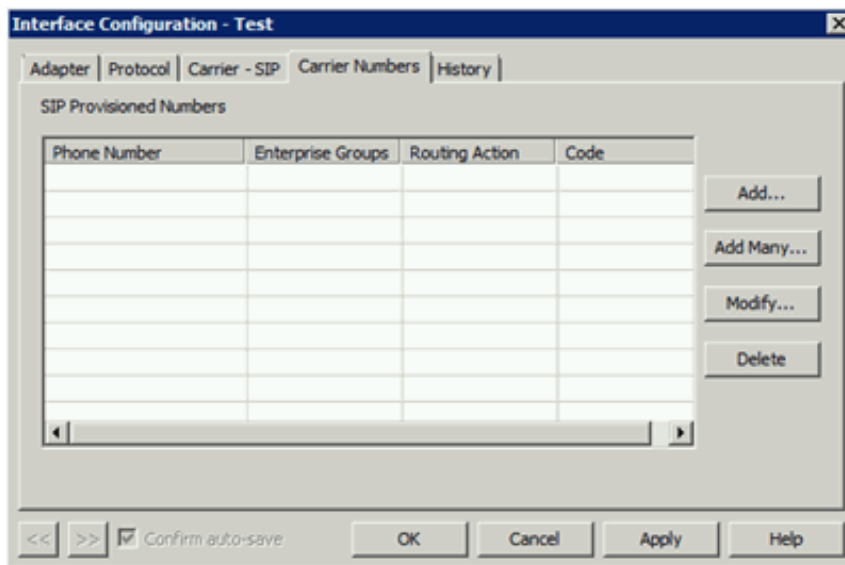 Interface Configuration - Test
Adapter Protocol Carrier - SIP Carrier Numbers History
SIP Provisioned Numbers
Phone Number Enterprise Groups Routing Action Code
Add...
Add Many...
Modify...
Delete
<< >> Confirm auto-save OK Cancel Apply Help